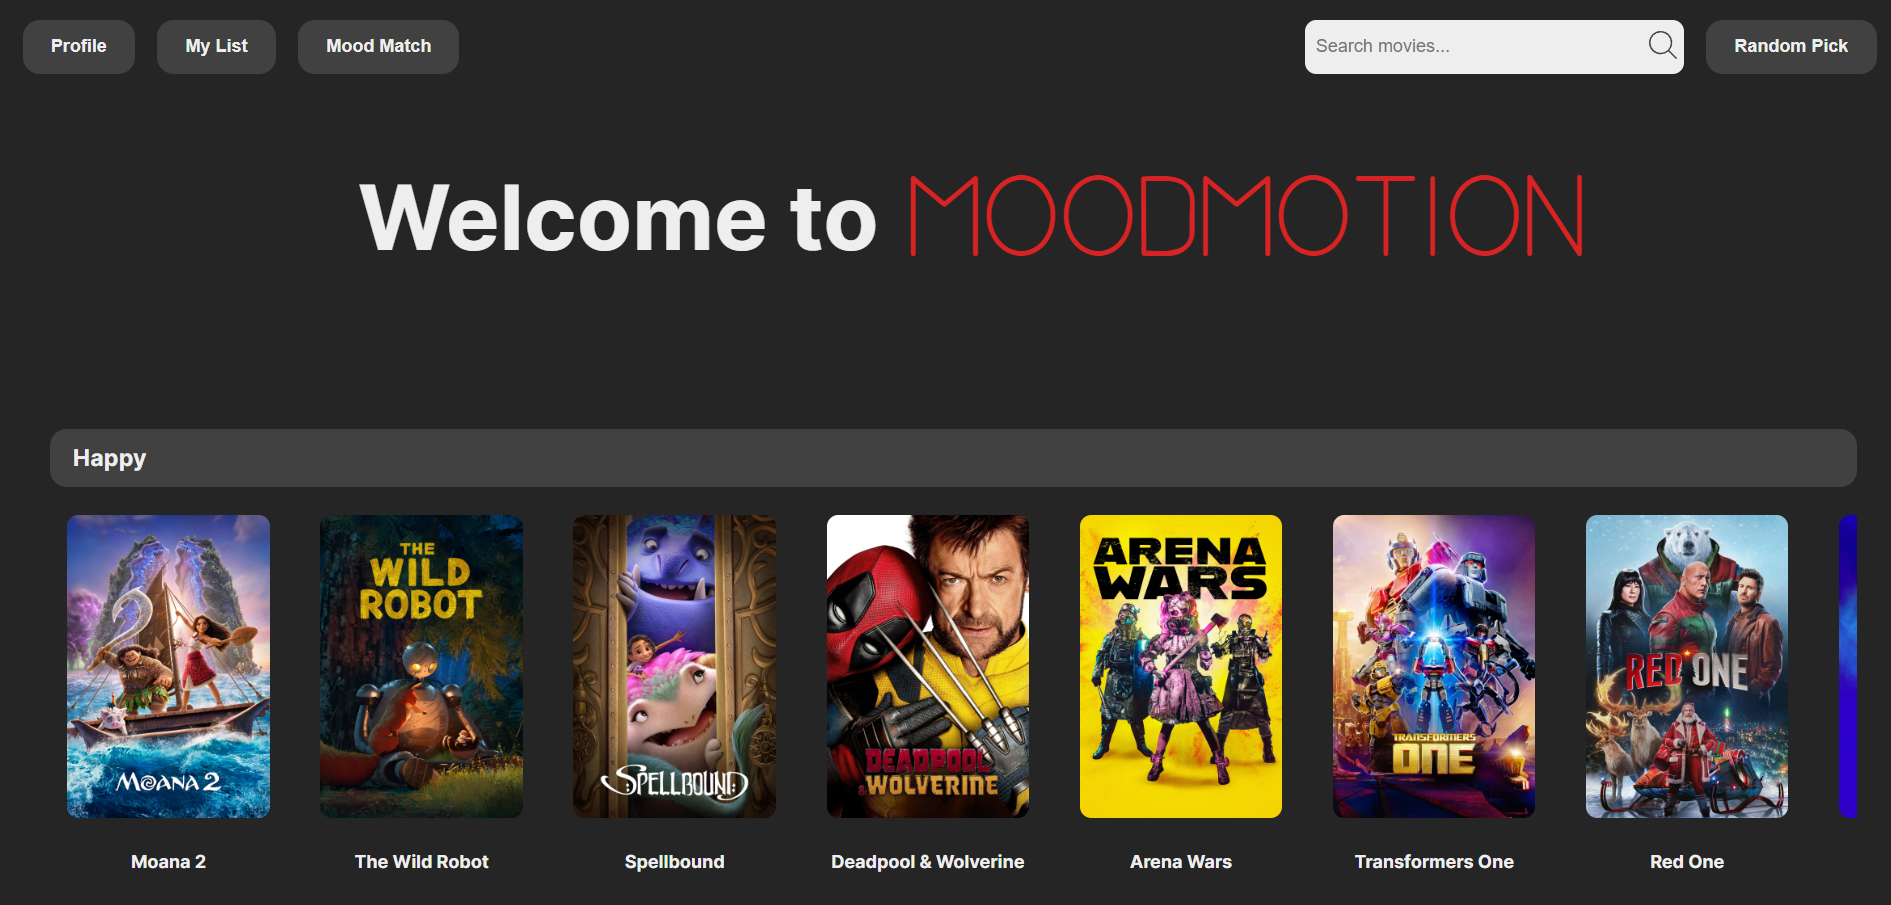 Profile
My List
Mood Match
Search movies...
Random Pick
Welcome to MOODMOTION
Happy
MOANA 2
THE
WILD
ROBOT
SPELLBOUND
DEADPOOL
& WOLVERINE
ARENA
WARS
TRANSFORMERS
ONE
RED ONE
Moana 2
The Wild Robot
Spellbound
Deadpool & Wolverine
Arena Wars
Transformers One
Red One